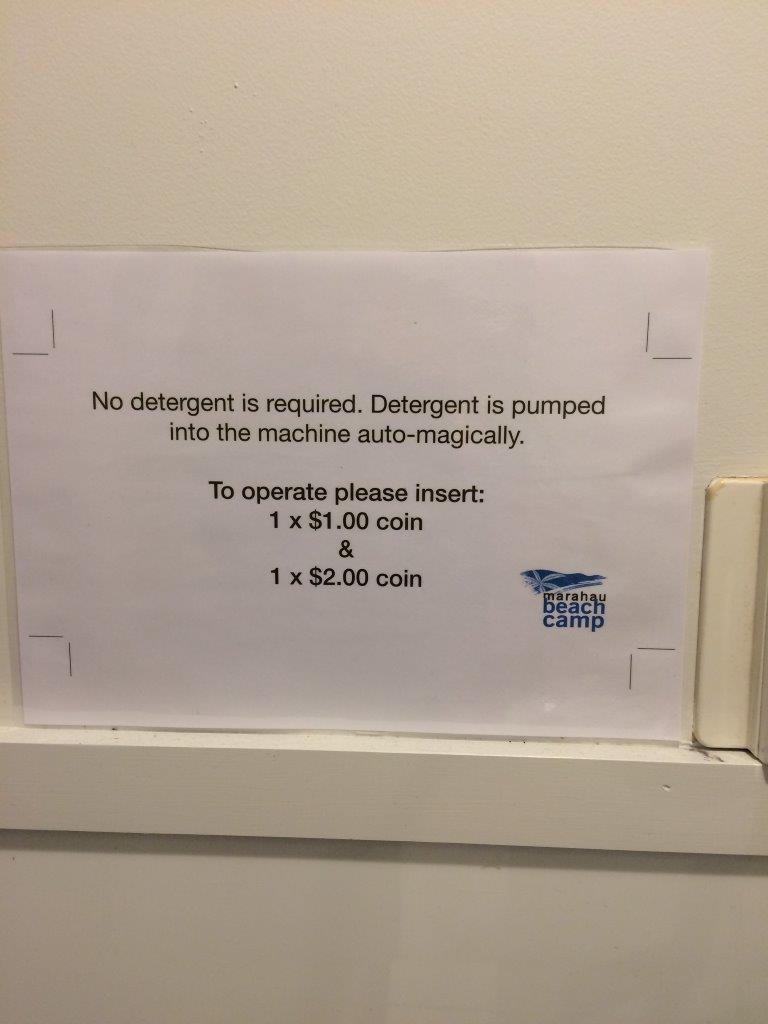 No detergent is required. Detergent is pumped
into the machine auto-magically.
To operate please insert:
1 x $1.00 coin
&
1 x $2.00 coin
marahau
beach
camp